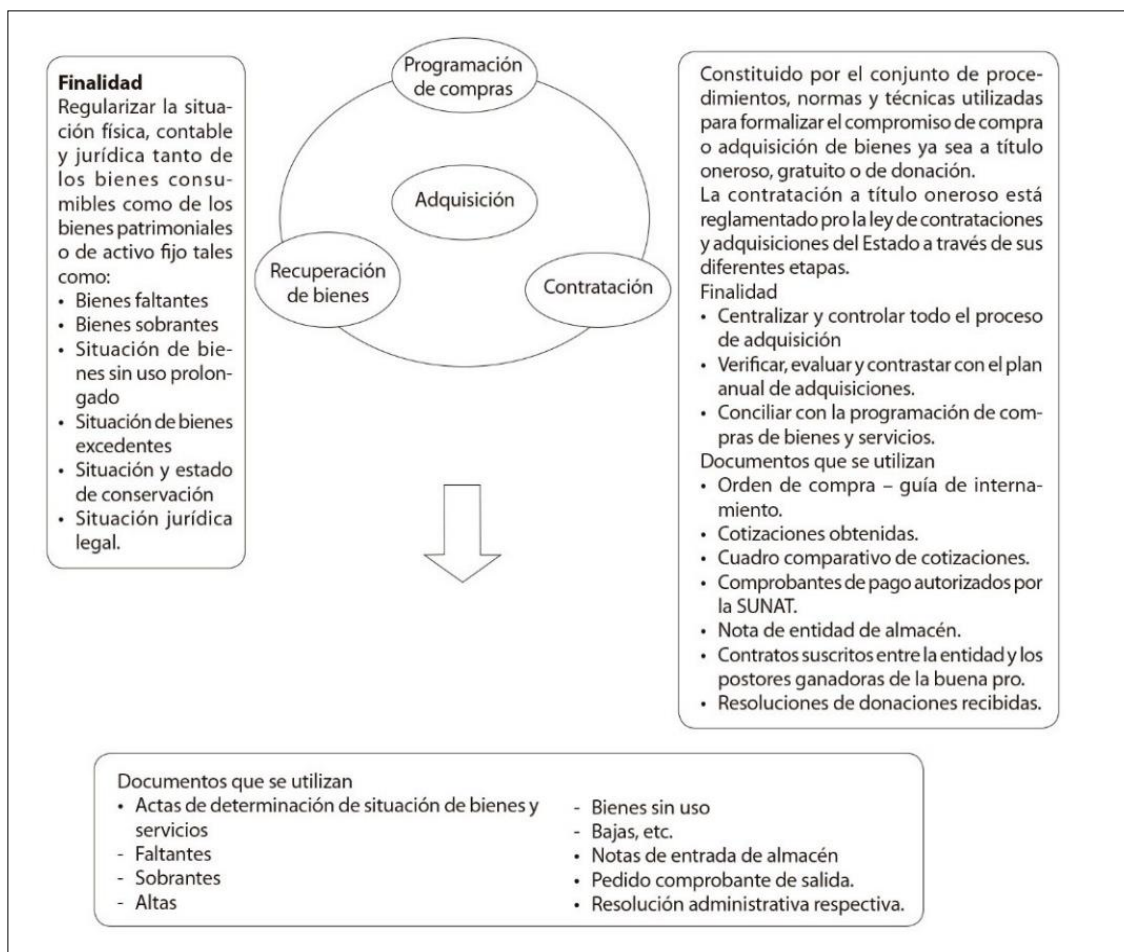 Finalidad
Regularizar la situa-
ción física, contable
y jurídica tanto de
los bienes consu-
mibles como de los
bienes patrimoniales
o de activo fijo tales
como:
• Bienes faltantes
• Bienes sobrantes
• Situación de bie-
nes sin uso prolon-
gado
• Situación de bienes
excedentes
• Situación y estado
de conservación
• Situación jurídica
legal.
Programación
de compras
Adquisición
Recuperación
de bienes
Contratación
Constituido por el conjunto de proce-
dimientos, normas y técnicas utilizadas
para formalizar el compromiso de compra
o adquisición de bienes ya sea a título
oneroso, gratuito o de donación.
La contratación a título oneroso está
reglamentado pro la ley de contrataciones
y adquisiciones del Estado a través de sus
diferentes etapas.
Finalidad
• Centralizar y controlar todo el proceso
de adquisición
• Verificar, evaluar y contrastar con el plan
anual de adquisiciones.
• Conciliar con la programación de com-
pras de bienes y servicios.
Documentos que se utilizan
• Orden de compra – guía de interna-
miento.
• Cotizaciones obtenidas.
• Cuadro comparativo de cotizaciones.
• Comprobantes de pago autorizados por
la SUNAT.
• Nota de entidad de almacén.
• Contratos suscritos entre la entidad y los
postores ganadoras de la buena pro.
• Resoluciones de donaciones recibidas.
Documentos que se utilizan
• Actas de determinación de situación de bienes y
servicios
- Faltantes
- Sobrantes
- Altas
- Bienes sin uso
- Bajas, etc.
• Notas de entrada de almacén
• Pedido comprobante de salida.
• Resolución administrativa respectiva.